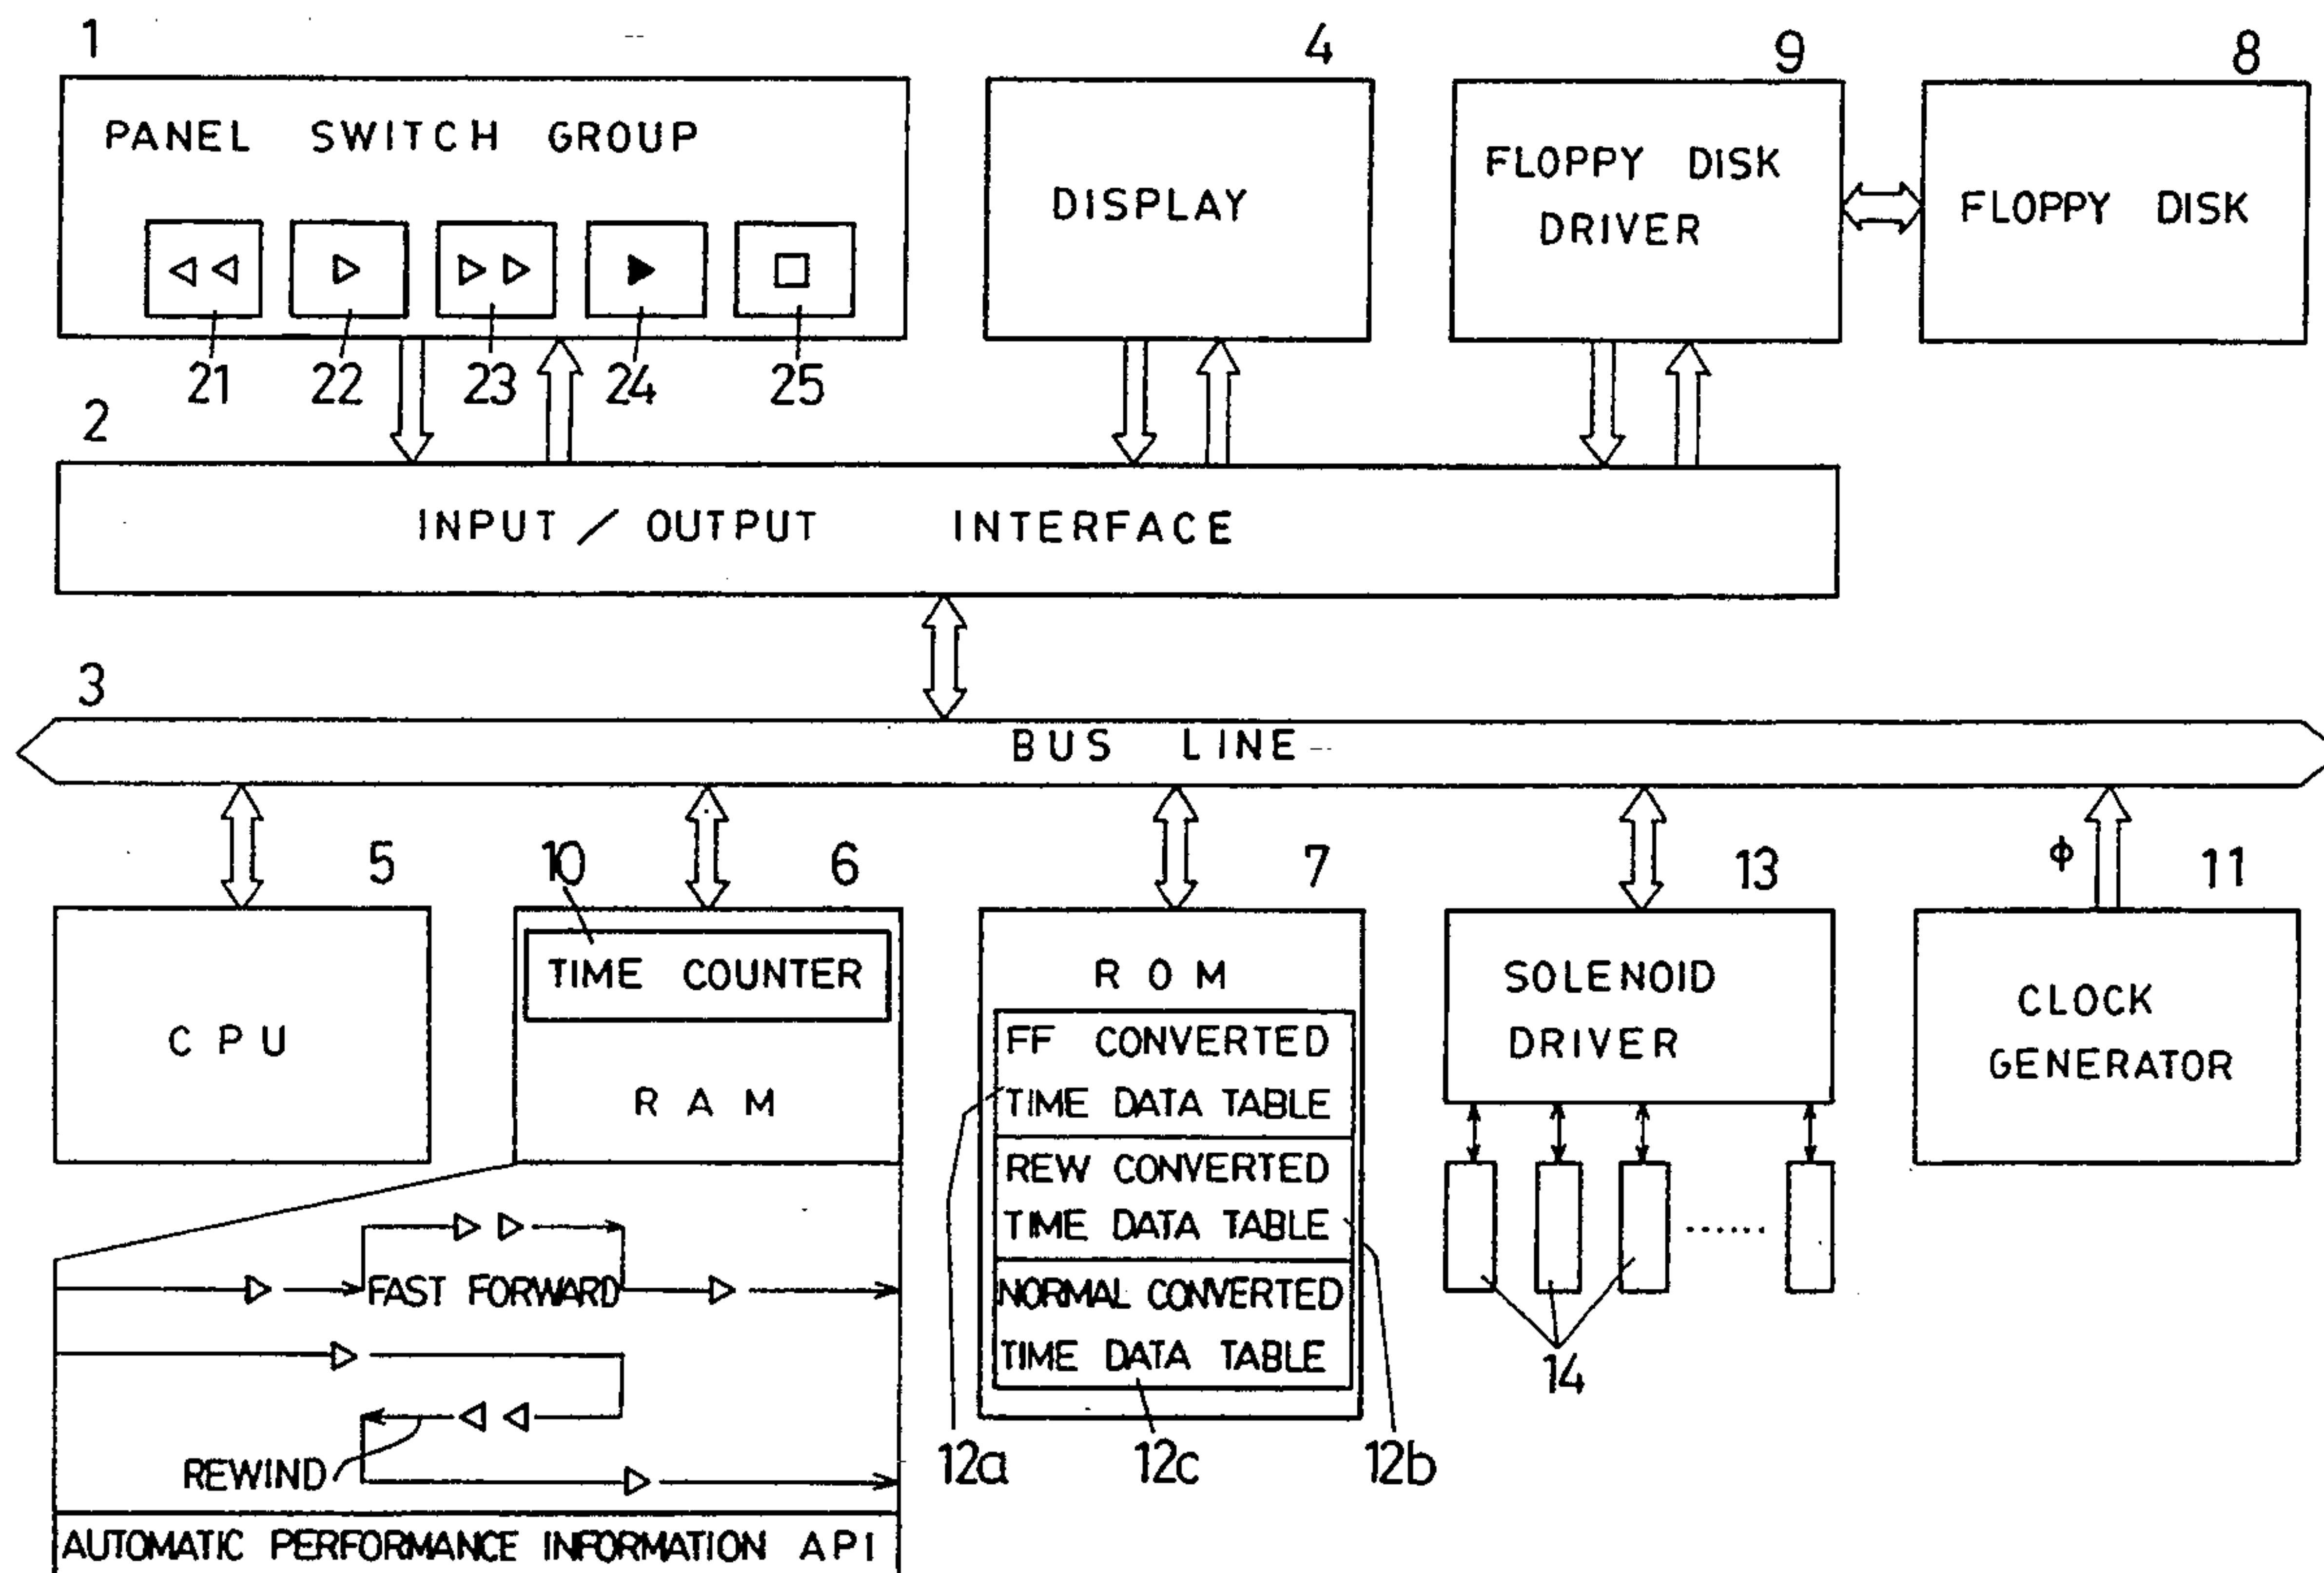 1
4
9
8
PANEL SWITCH GROUP
DISPLAY
FLOPPY DISK
DRIVER
FLOPPY DISK
21
22
23
24
25
2
INPUT / OUTPUT INTERFACE
3
BUS LINE
5
10
6
7
13
φ
11
CPU
TIME COUNTER
RAM
ROM
FF CONVERTED
TIME DATA TABLE
REW CONVERTED
TIME DATA TABLE
NORMAL CONVERTED
TIME DATA TABLE
SOLENOID
DRIVER
CLOCK
GENERATOR
14
FAST FORWARD
REWIND
12a
12c
12b
AUTOMATIC PERFORMANCE INFORMATION API